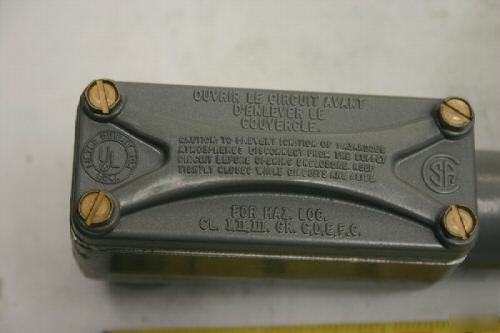 OUVRIR LE CIRCUIT AVANT
D'ENLEVER LE
COUVERCLE.
CAUTION TO PREVENT IGNITION OF HAZARDOUS
ATMOSPHERES DISCONNECT FROM THE SUPPLY
CIRCUIT BEFORE OPENING ENCLOSURE. KEEP
TIGHTLY CLOSED WHILE CIRCUITS ARE ALIVE.
UL
SA
FOR HAZ. LOC.
CL. I,II,III. GR. C,D,E,F,G.